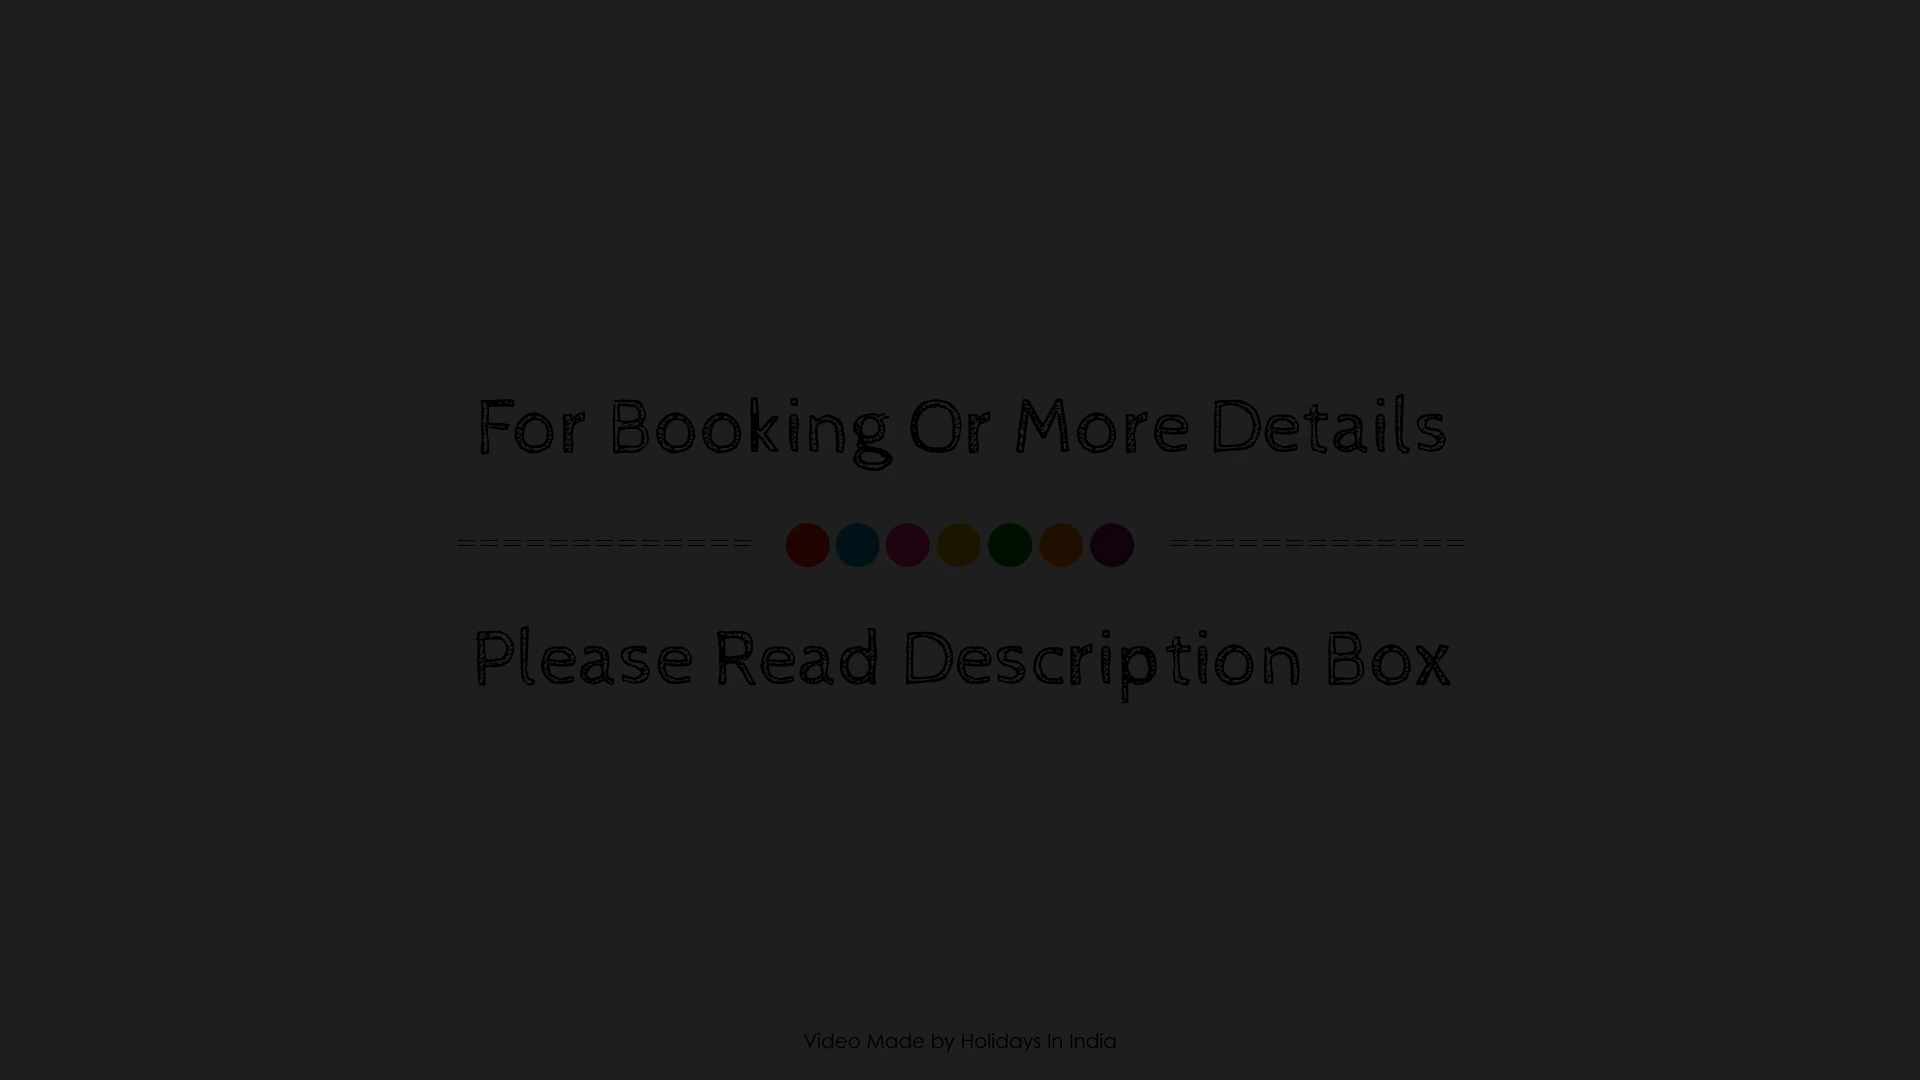 For Booking Or More Details
============= =============
Please Read Description Box
Video Made by Holidays In India